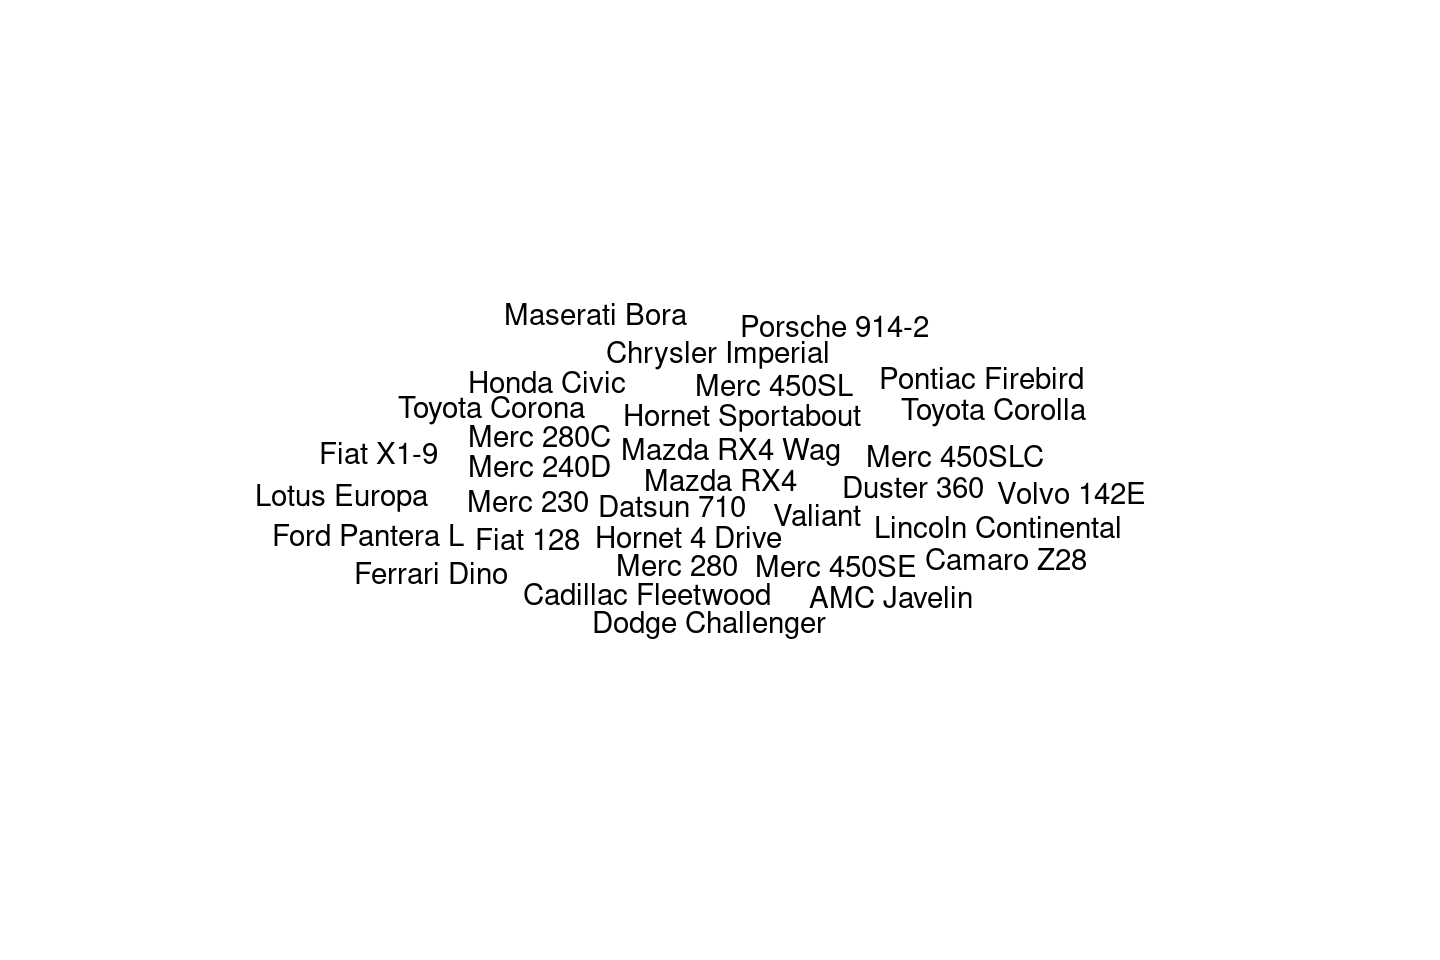 Maserati Bora
Porsche 914-2
Chrysler Imperial
Honda Civic
Merc 450SL
Pontiac Firebird
Toyota Corona
Hornet Sportabout
Toyota Corolla
Merc 280C
Fiat X1-9
Mazda RX4 Wag
Merc 450SLC
Merc 240D
Mazda RX4
Duster 360
Volvo 142E
Lotus Europa
Merc 230
Datsun 710
Valiant
Lincoln Continental
Ford Pantera L
Fiat 128
Hornet 4 Drive
Camaro Z28
Merc 280
Merc 450SE
Ferrari Dino
Cadillac Fleetwood
AMC Javelin
Dodge Challenger